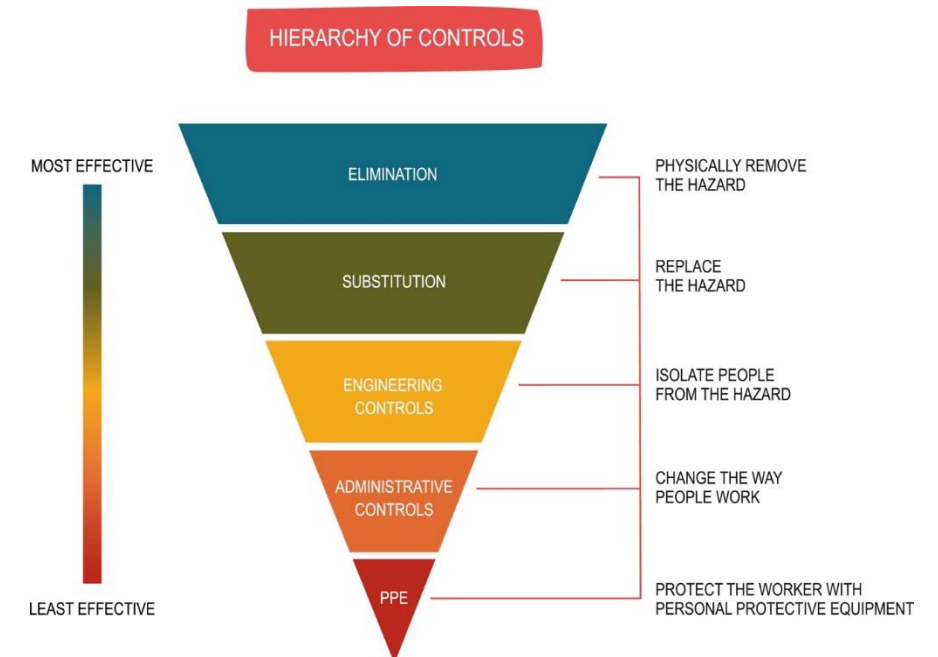 HIERARCHY OF CONTROLS
MOST EFFECTIVE
LEAST EFFECTIVE
ELIMINATION
PHYSICALLY REMOVE
THE HAZARD
SUBSTITUTION
REPLACE
THE HAZARD
ENGINEERING
CONTROLS
ISOLATE PEOPLE
FROM THE HAZARD
ADMINISTRATIVE
CONTROLS
CHANGE THE WAY
PEOPLE WORK
PPE
PROTECT THE WORKER WITH
PERSONAL PROTECTIVE EQUIPMENT